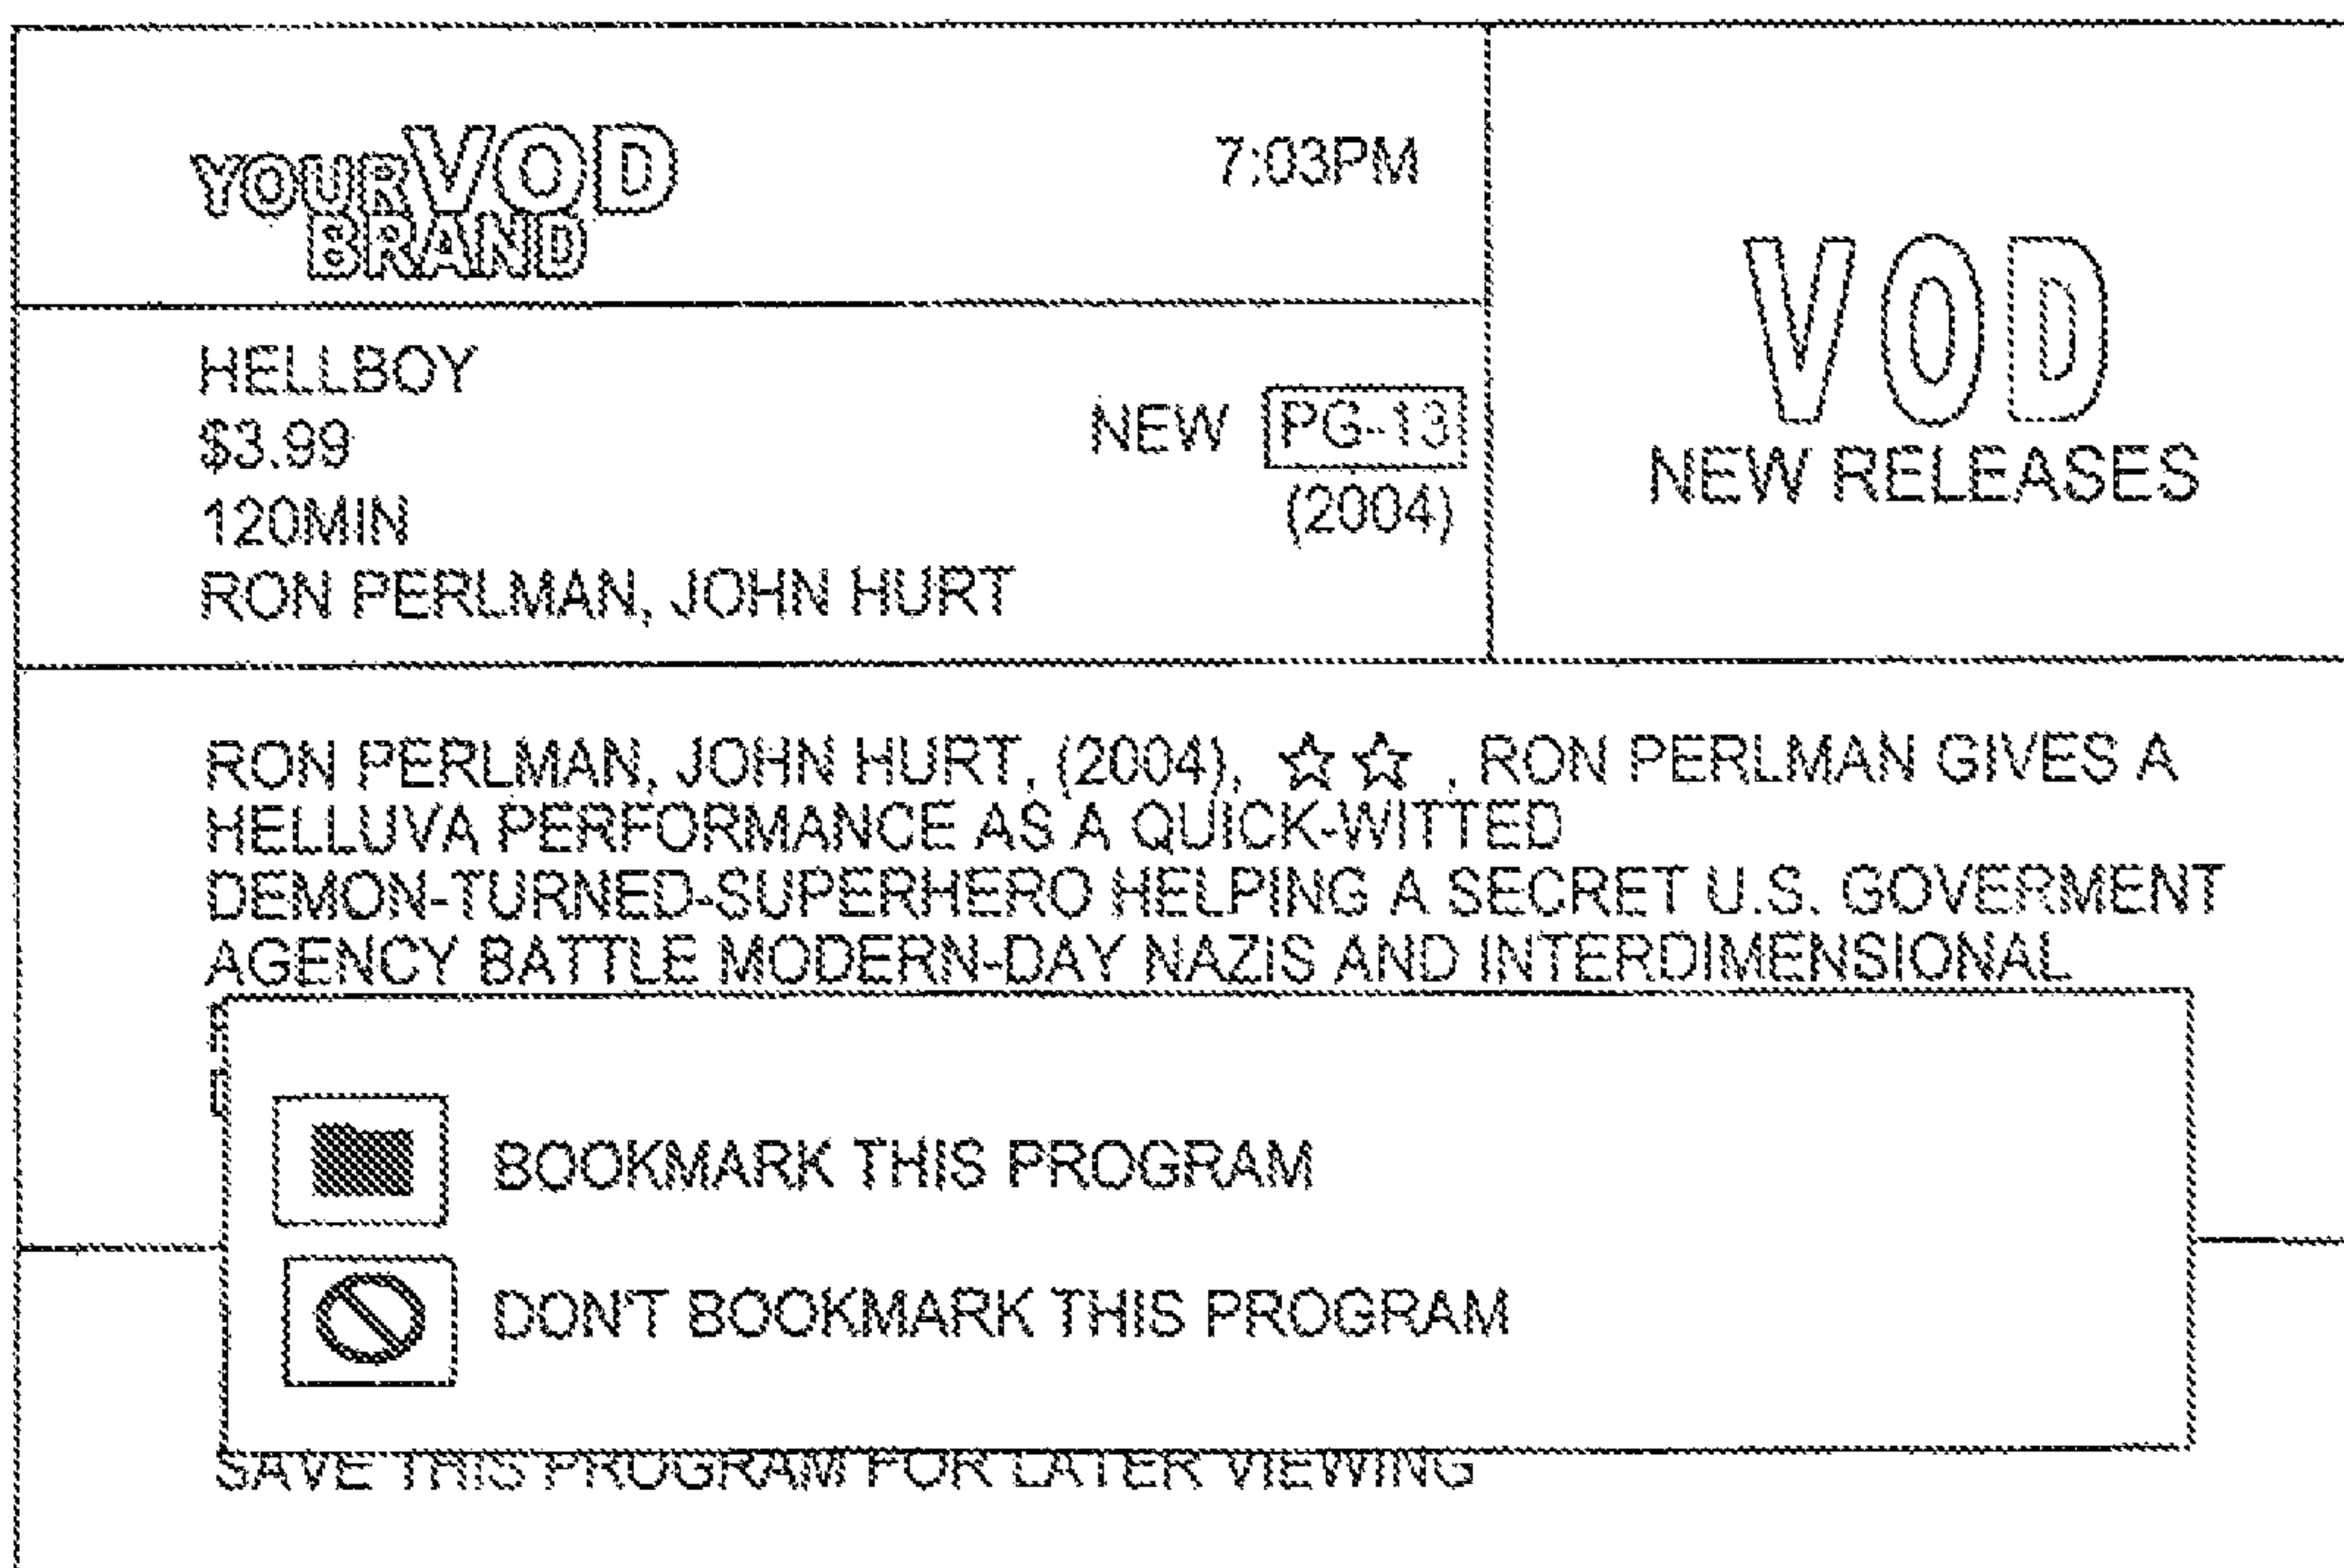 YOUR VOD
BRAND
7:03PM
VOD
NEW RELEASES
HELLBOY
$3.99
120MIN
RON PERLMAN, JOHN HURT
NEW PG-13
(2004)
RON PERLMAN, JOHN HURT, (2004), ☆☆, RON PERLMAN GIVES A
HELLUVA PERFORMANCE AS A QUICK-WITTED
DEMON-TURNED-SUPERHERO HELPING A SECRET U.S. GOVERMENT
AGENCY BATTLE MODERN-DAY NAZIS AND INTERDIMENSIONAL
BOOKMARK THIS PROGRAM
DON'T BOOKMARK THIS PROGRAM
SAVE THIS PROGRAM FOR LATER VIEWING